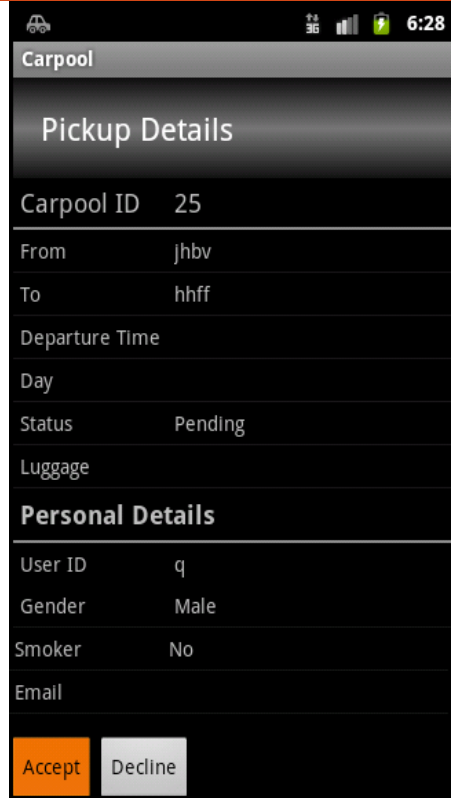 3G 6:28
Carpool
Pickup Details
Carpool ID 25
From jhbv
To hhff
Departure Time
Day
Status Pending
Luggage
Personal Details
User ID q
Gender Male
Smoker No
Email
Accept Decline